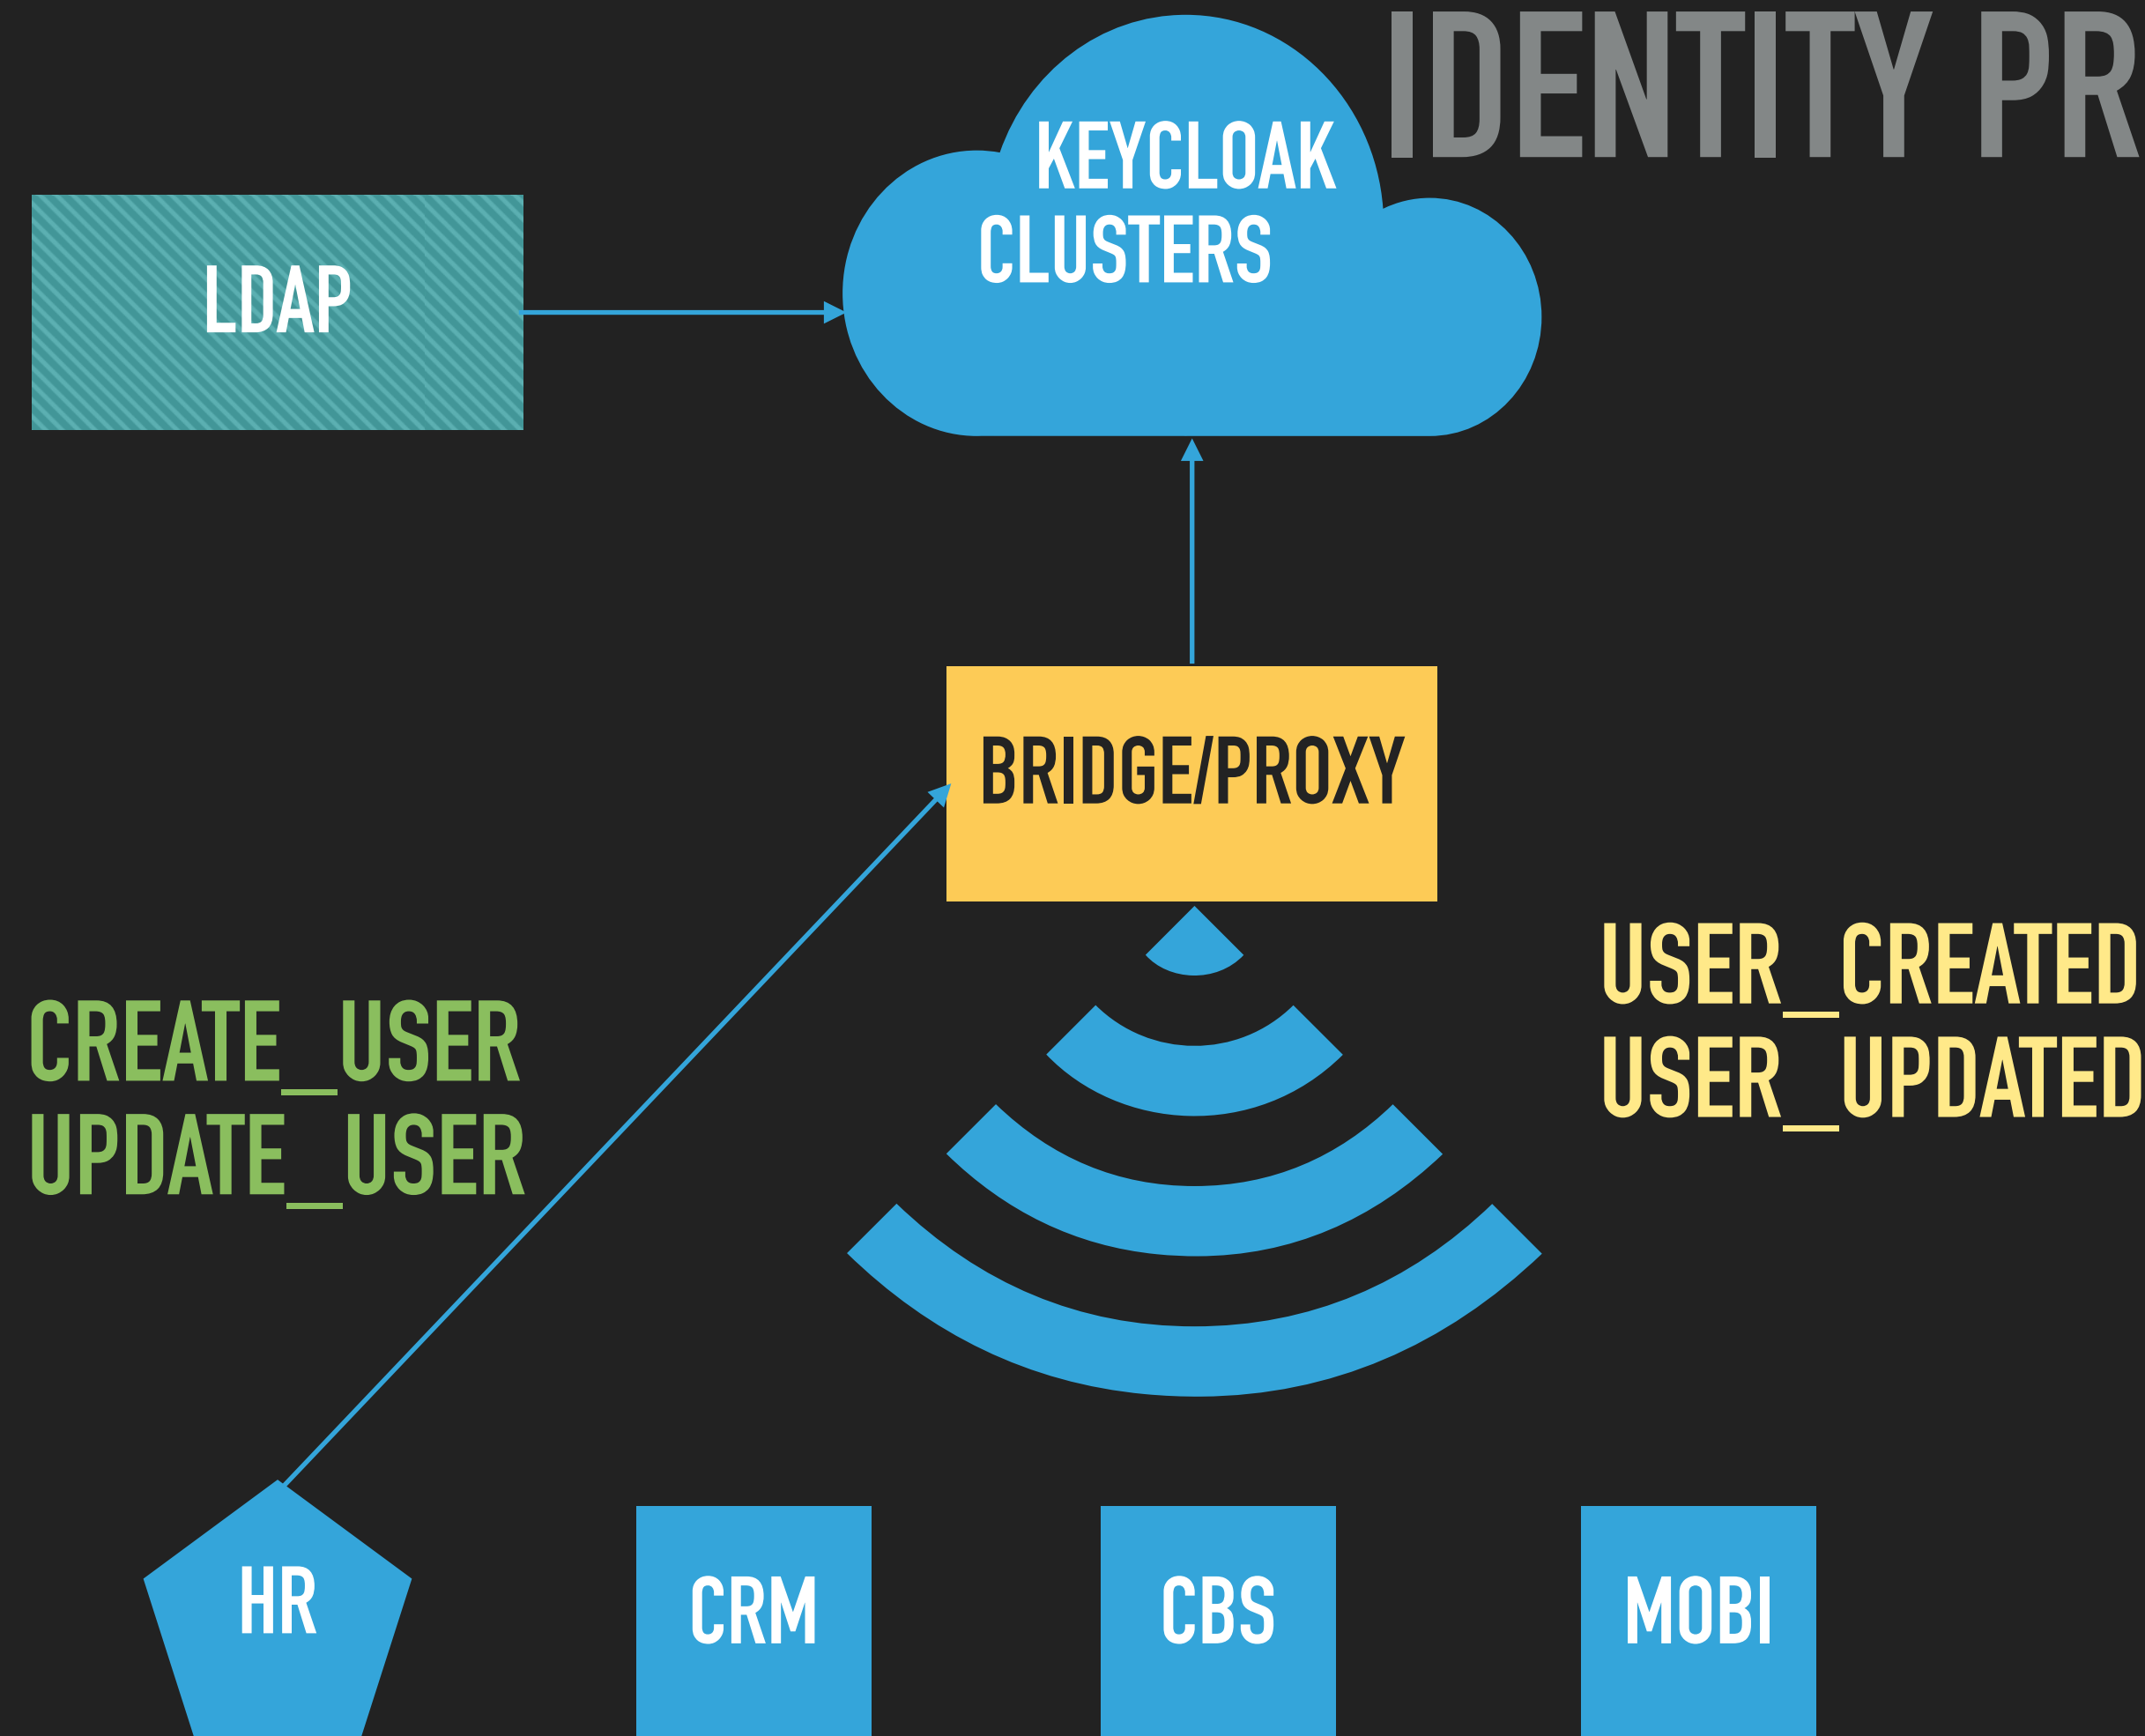 IDENTITY PR
KEYCLOAK
CLUSTERS
LDAP
BRIDGE/PROXY
USER_CREATED
USER_UPDATED
CREATE_USER
UPDATE_USER
HR
CRM
CBS
MOBI